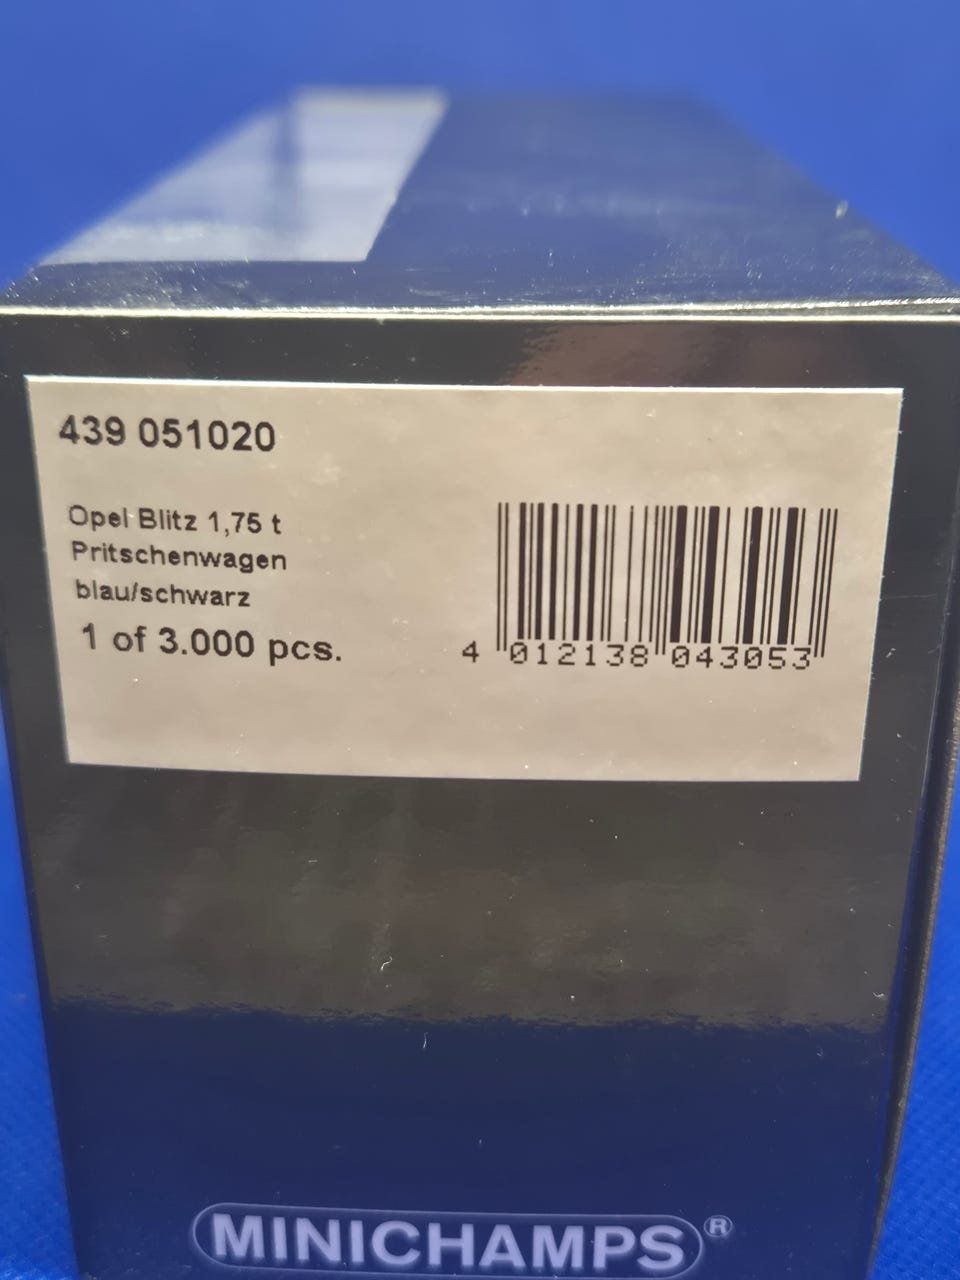 439 051020
Opel Blitz 1,75 t
Pritschenwagen
blau/schwarz
1 of 3.000 pcs.
4 012138 043053
MINICHAMPS®